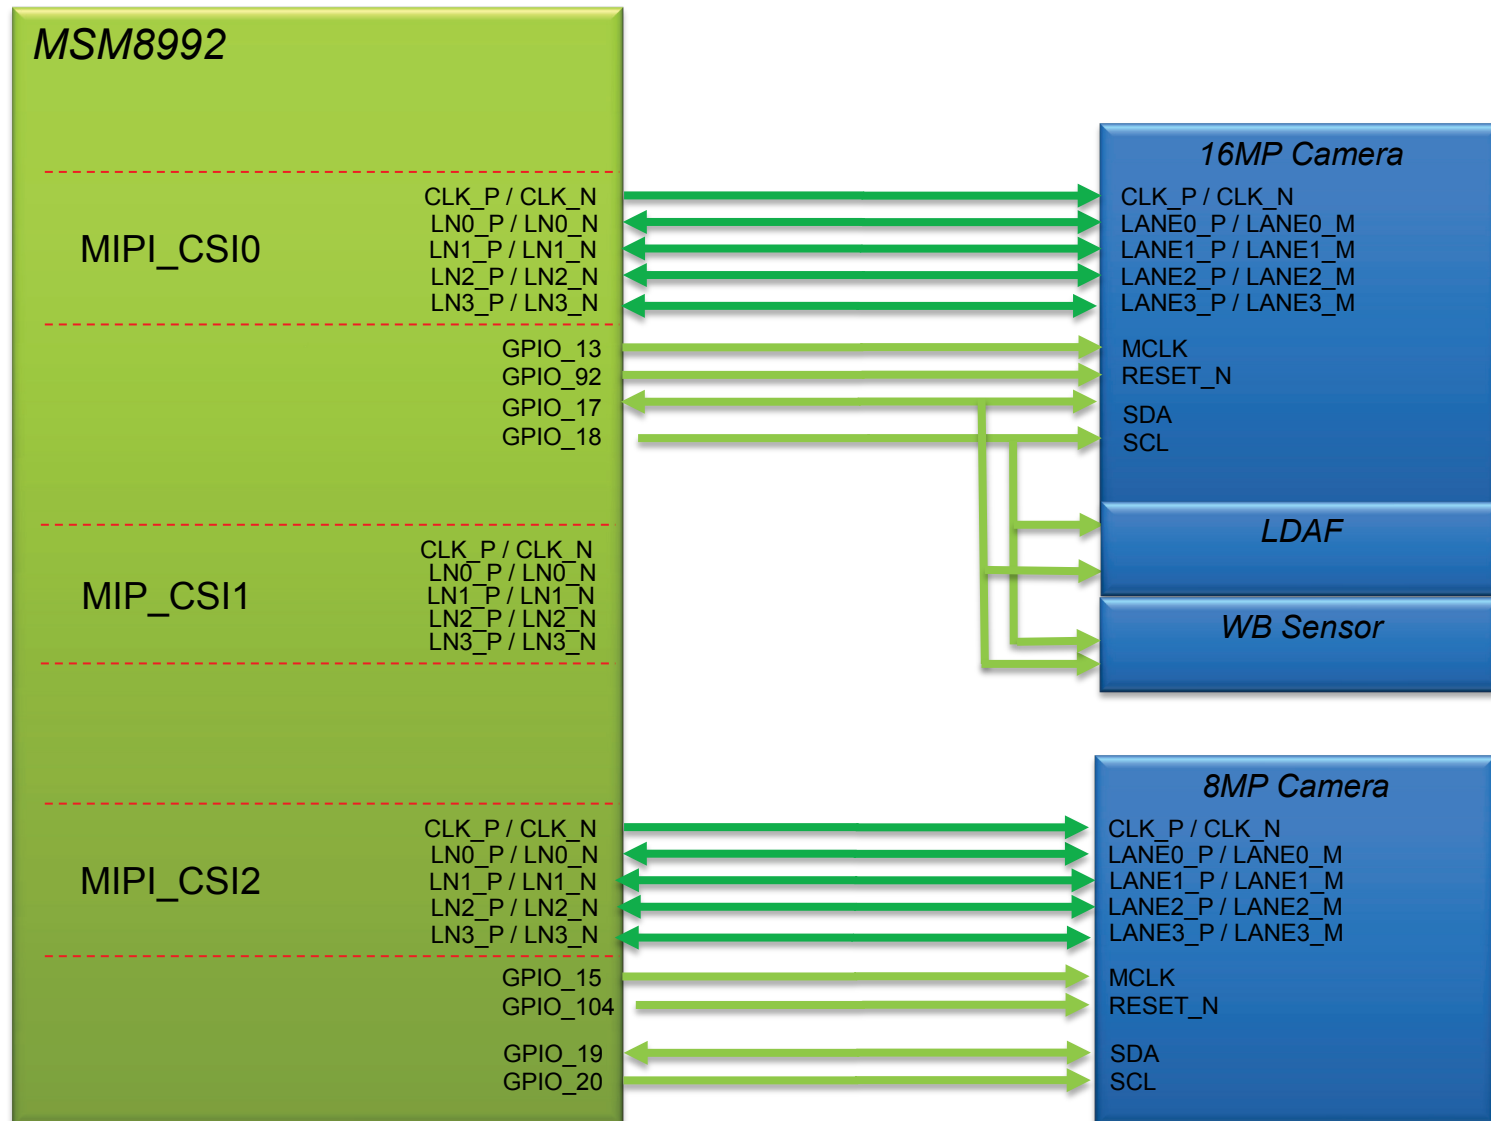 MSM8992
MIPI_CSI0
CLK_P / CLK_N
LN0_P / LN0_N
LN1_P / LN1_N
LN2_P / LN2_N
LN3_P / LN3_N
GPIO_13
GPIO_92
GPIO_17
GPIO_18
MIP_CSI1
CLK_P / CLK_N
LN0_P / LN0_N
LN1_P / LN1_N
LN2_P / LN2_N
LN3_P / LN3_N
MIPI_CSI2
CLK_P / CLK_N
LN0_P / LN0_N
LN1_P / LN1_N
LN2_P / LN2_N
LN3_P / LN3_N
GPIO_15
GPIO_104
GPIO_19
GPIO_20
16MP Camera
CLK_P / CLK_N
LANE0_P / LANE0_M
LANE1_P / LANE1_M
LANE2_P / LANE2_M
LANE3_P / LANE3_M
MCLK
RESET_N
SDA
SCL
LDAF
WB Sensor
8MP Camera
CLK_P / CLK_N
LANE0_P / LANE0_M
LANE1_P / LANE1_M
LANE2_P / LANE2_M
LANE3_P / LANE3_M
MCLK
RESET_N
SDA
SCL